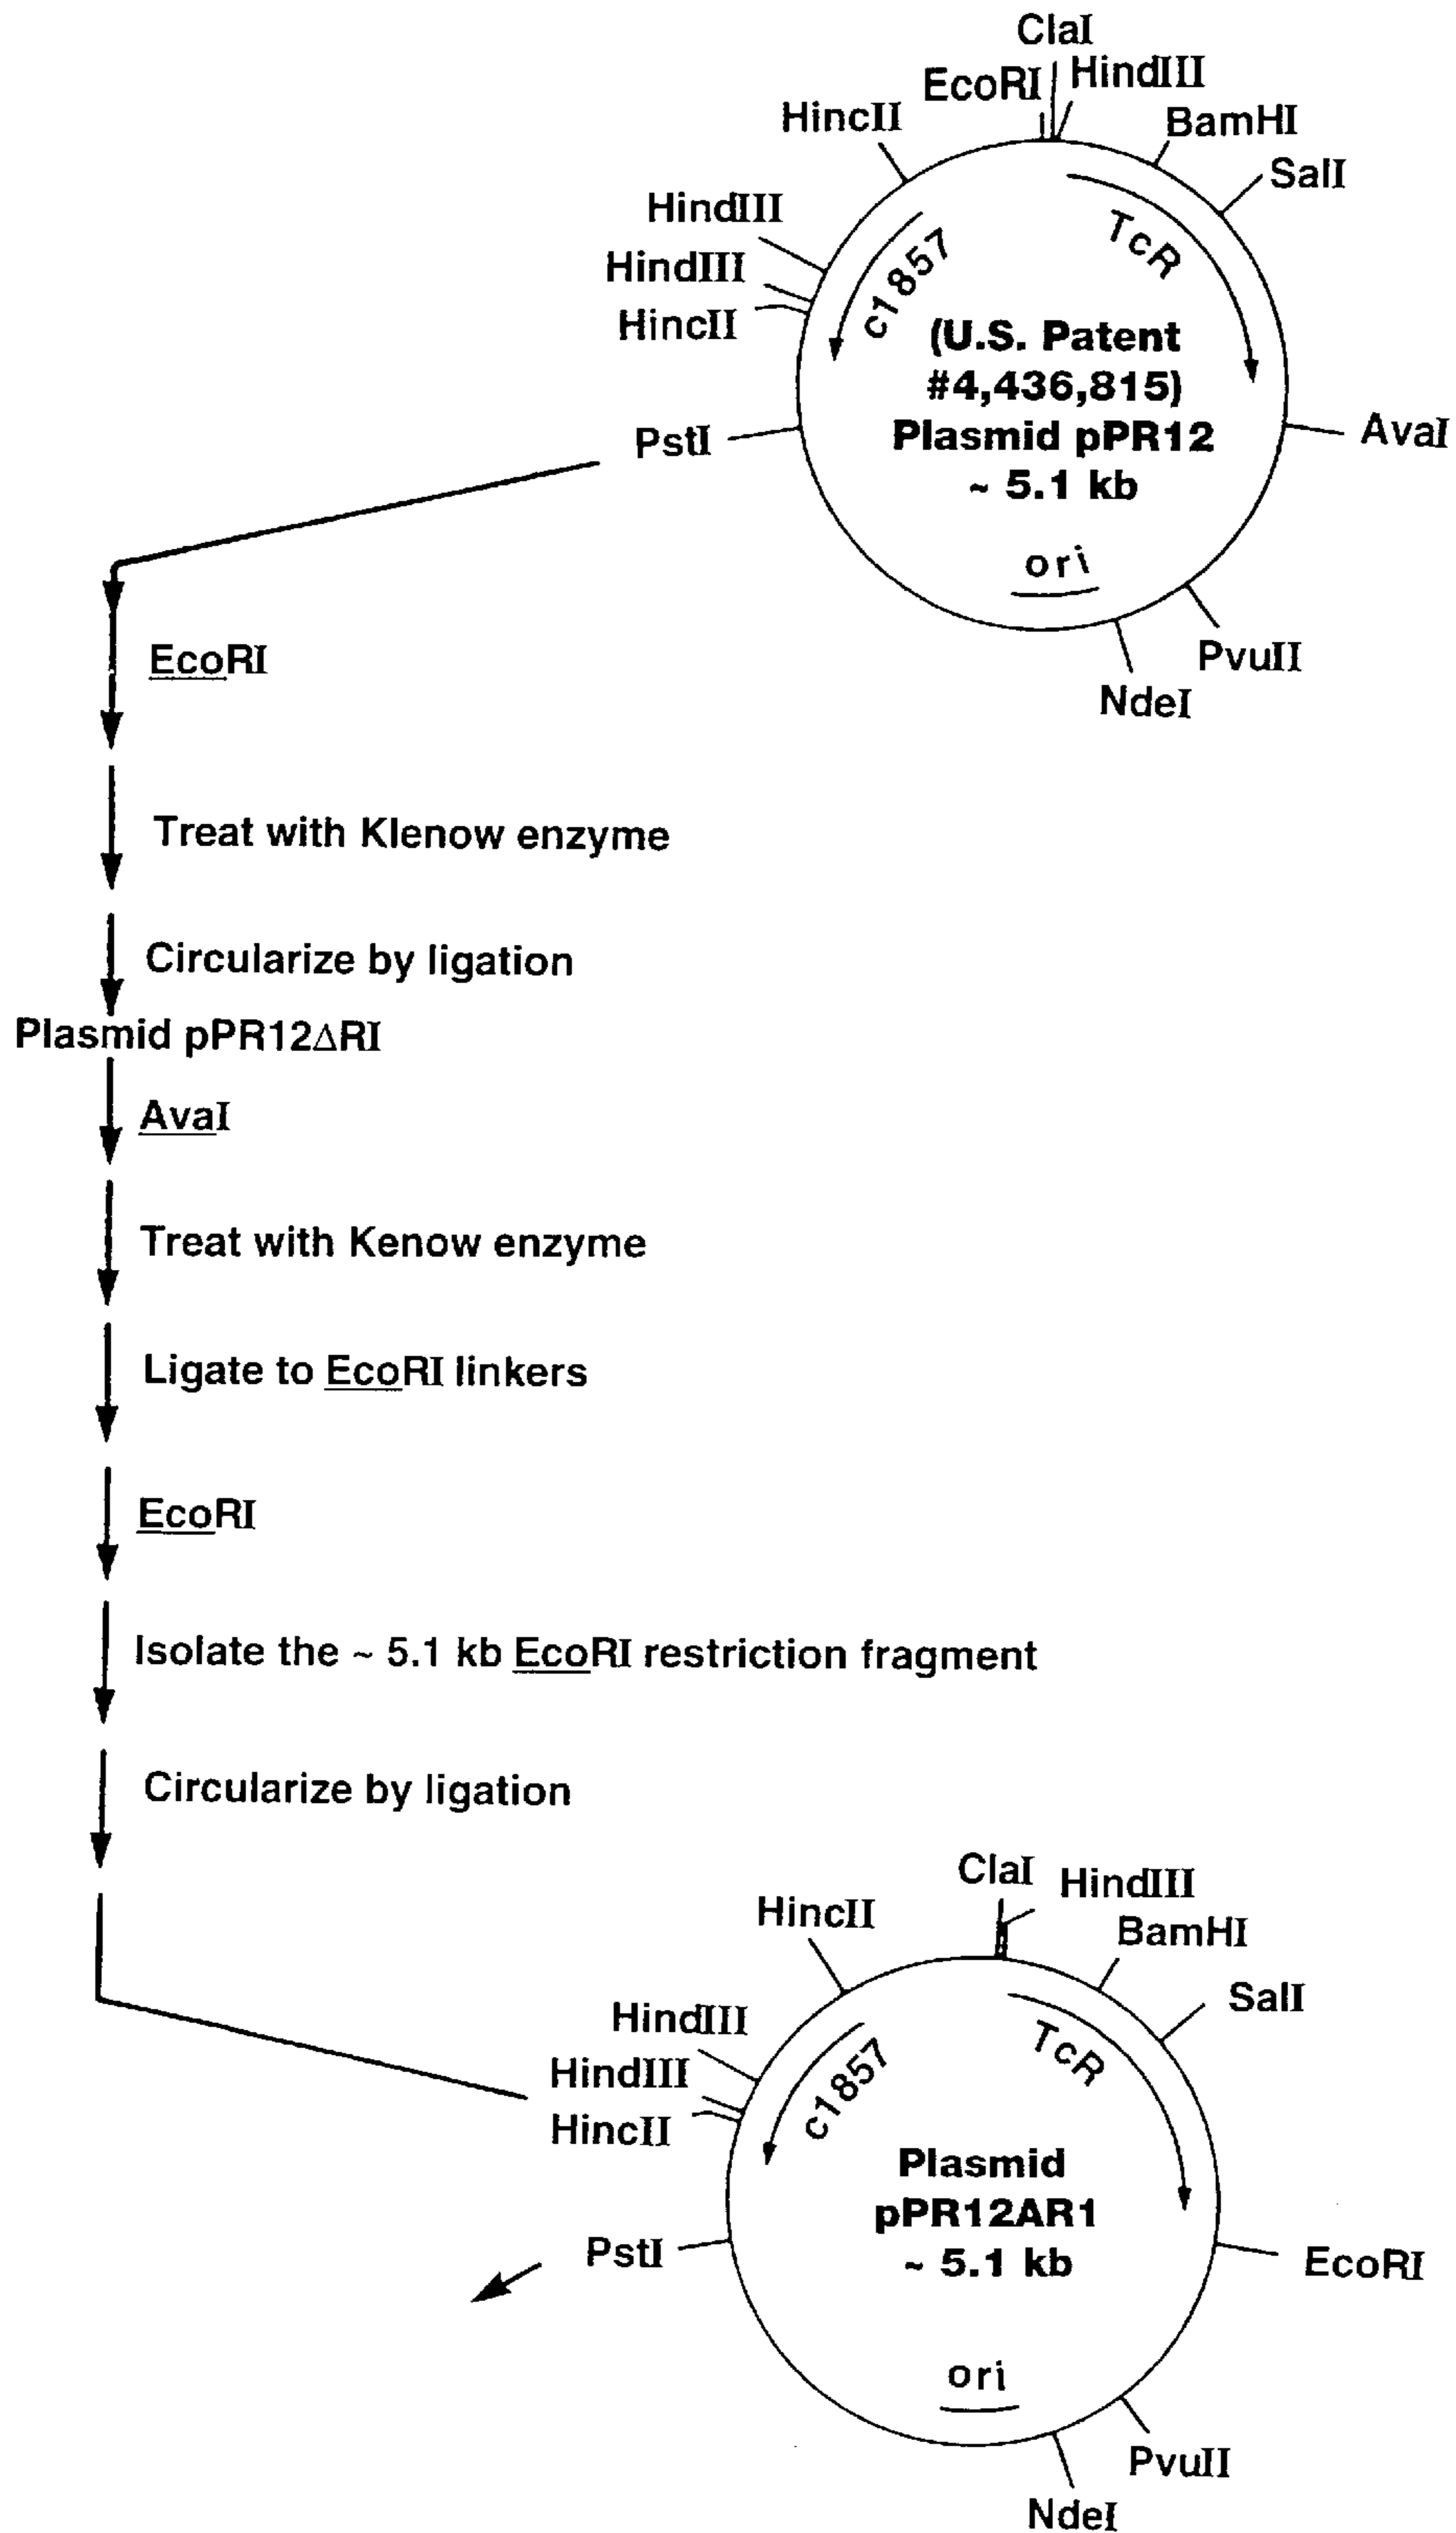 ClaI
EcoRI
HindIII
HincII
BamHI
SalI
HindIII
HindIII
HincII
c1857
TcR
(U.S. Patent
#4,436,815)
Plasmid pPR12
~ 5.1 kb
PstI
AvaI
ori
PvuII
NdeI
EcoRI
Treat with Klenow enzyme
Circularize by ligation
Plasmid pPR12ΔRI
AvaI
Treat with Kenow enzyme
Ligate to EcoRI linkers
EcoRI
Isolate the ~ 5.1 kb EcoRI restriction fragment
Circularize by ligation
ClaI
HindIII
HincII
BamHI
SalI
HindIII
HindIII
HincII
c1857
TcR
Plasmid
pPR12AR1
~ 5.1 kb
PstI
EcoRI
ori
PvuII
NdeI